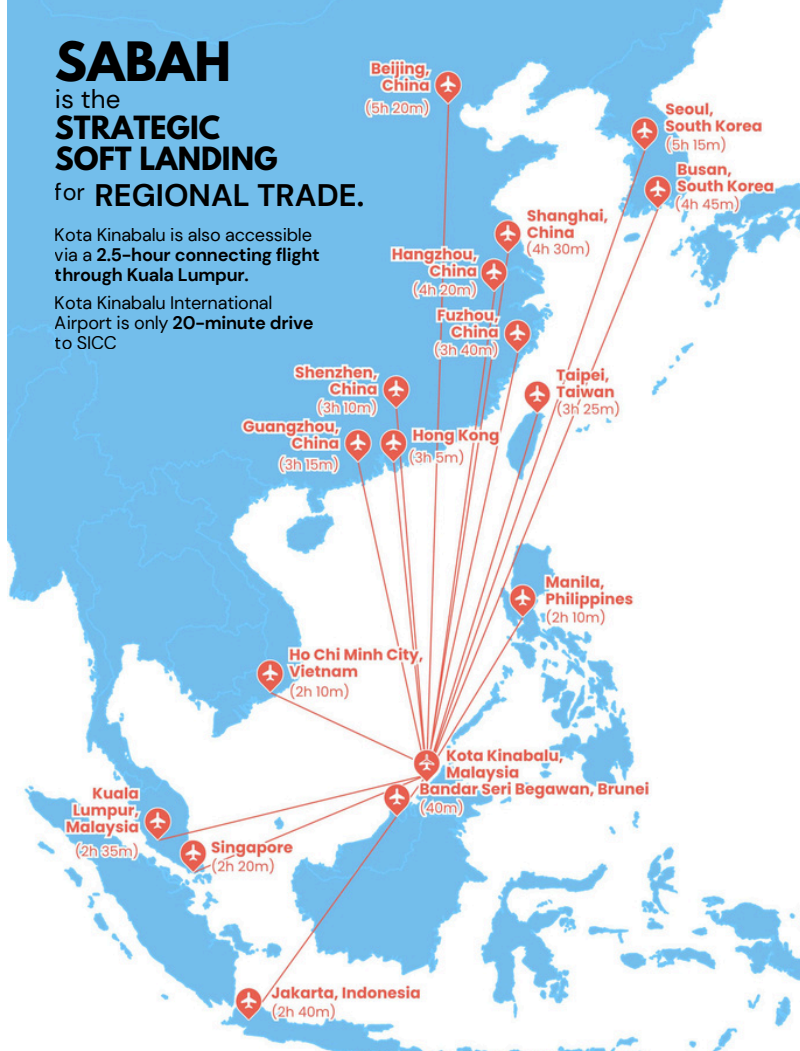 SABAH
is the
STRATEGIC
SOFT LANDING
for REGIONAL TRADE.
Kota Kinabalu is also accessible
via a 2.5-hour connecting flight
through Kuala Lumpur.
Kota Kinabalu International
Airport is only 20-minute drive
to SICC
Beijing,
China
(5h 20m)
Seoul,
South Korea
(5h 15m)
Busan,
South Korea
(4h 45m)
Shanghai,
China
(4h 30m)
Hangzhou,
China
(4h 20m)
Fuzhou,
China
(3h 40m)
Shenzhen,
China
(3h 10m)
Taipei,
Taiwan
(3h 25m)
Guangzhou,
China
(3h 15m)
Hong Kong
(3h 5m)
Manila,
Philippines
(2h 10m)
Ho Chi Minh City,
Vietnam
(2h 10m)
Kota Kinabalu,
Malaysia
Bandar Seri Begawan, Brunei
(40m)
Kuala
Lumpur,
Malaysia
(2h 35m)
Singapore
(2h 20m)
Jakarta, Indonesia
(2h 40m)